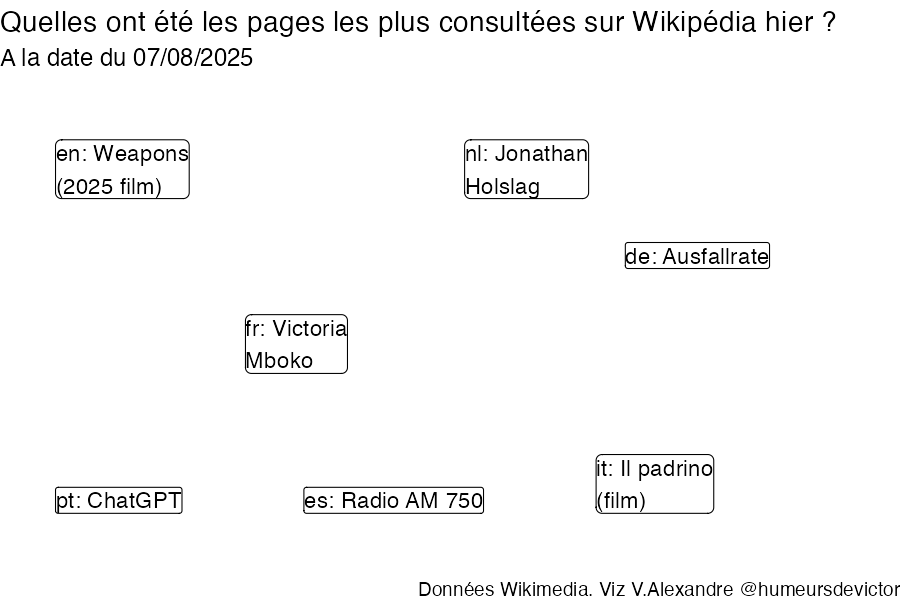 Quelles ont été les pages les plus consultées sur Wikipédia hier ?
A la date du 07/08/2025
en: Weapons
(2025 film)
nl: Jonathan
Holslag
de: Ausfallrate
fr: Victoria
Mboko
it: Il padrino
(film)
pt: ChatGPT
es: Radio AM 750
Données Wikimedia. Viz V.Alexandre @humeursdevictor